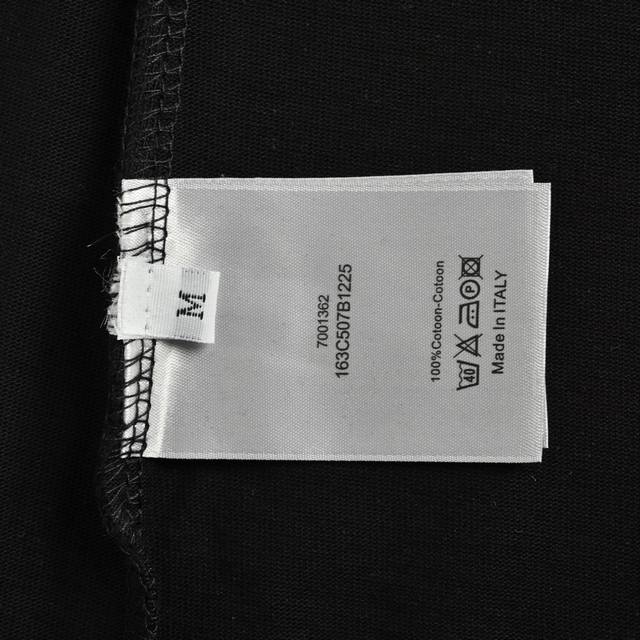 M
7001362
163C507B1225
100%Cotoon-Cotoon
40 P
Made In ITALY